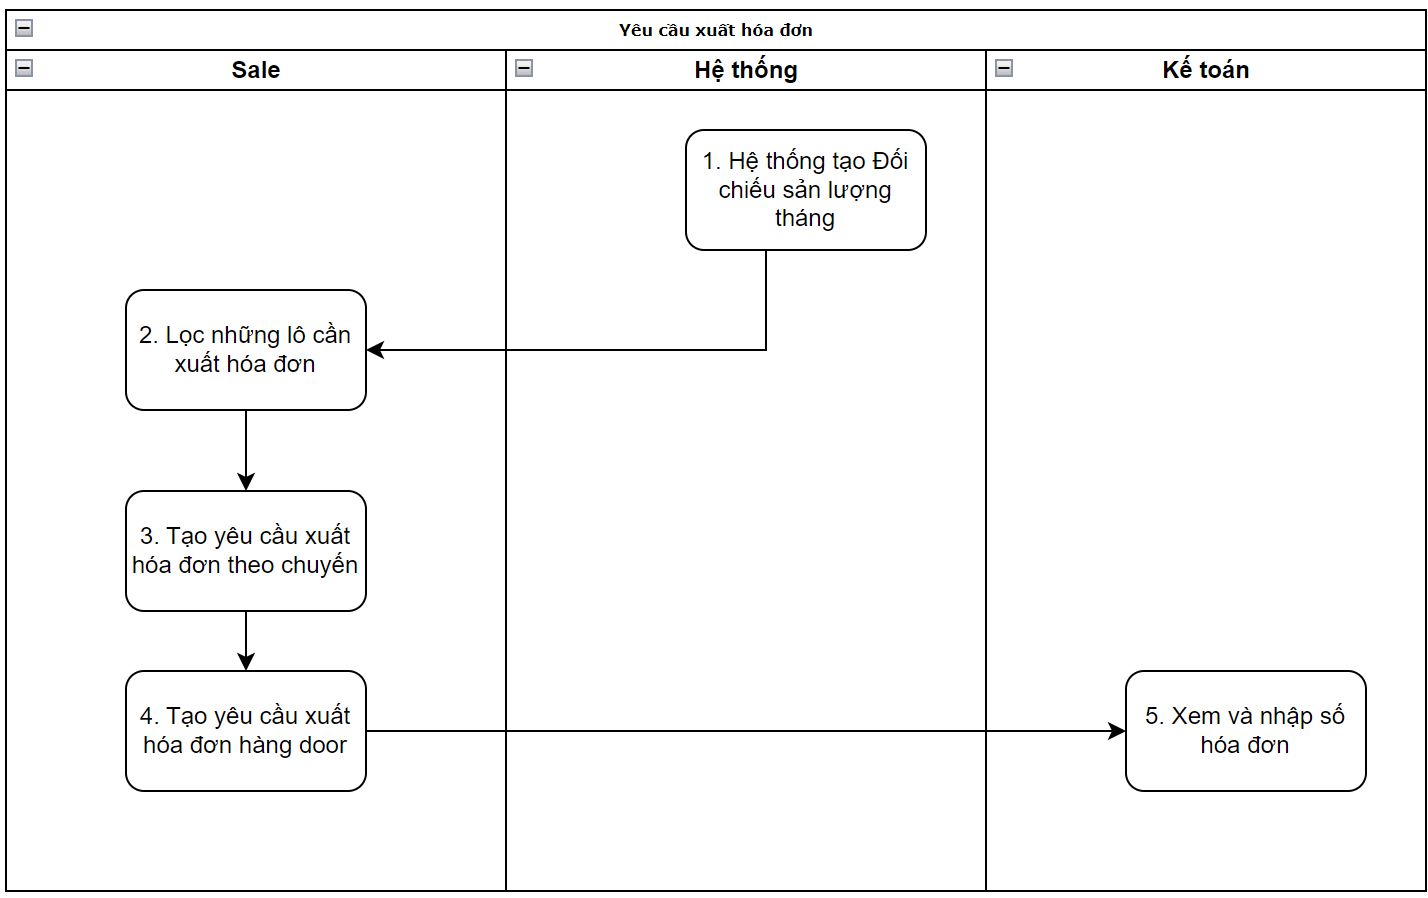 Yêu cầu xuất hóa đơn
Sale
Hệ thống
Kế toán
1. Hệ thống tạo Đối
chiếu sản lượng
tháng
2. Lọc những lô cần
xuất hóa đơn
3. Tạo yêu cầu xuất
hóa đơn theo chuyến
4. Tạo yêu cầu xuất
hóa đơn hàng door
5. Xem và nhập số
hóa đơn